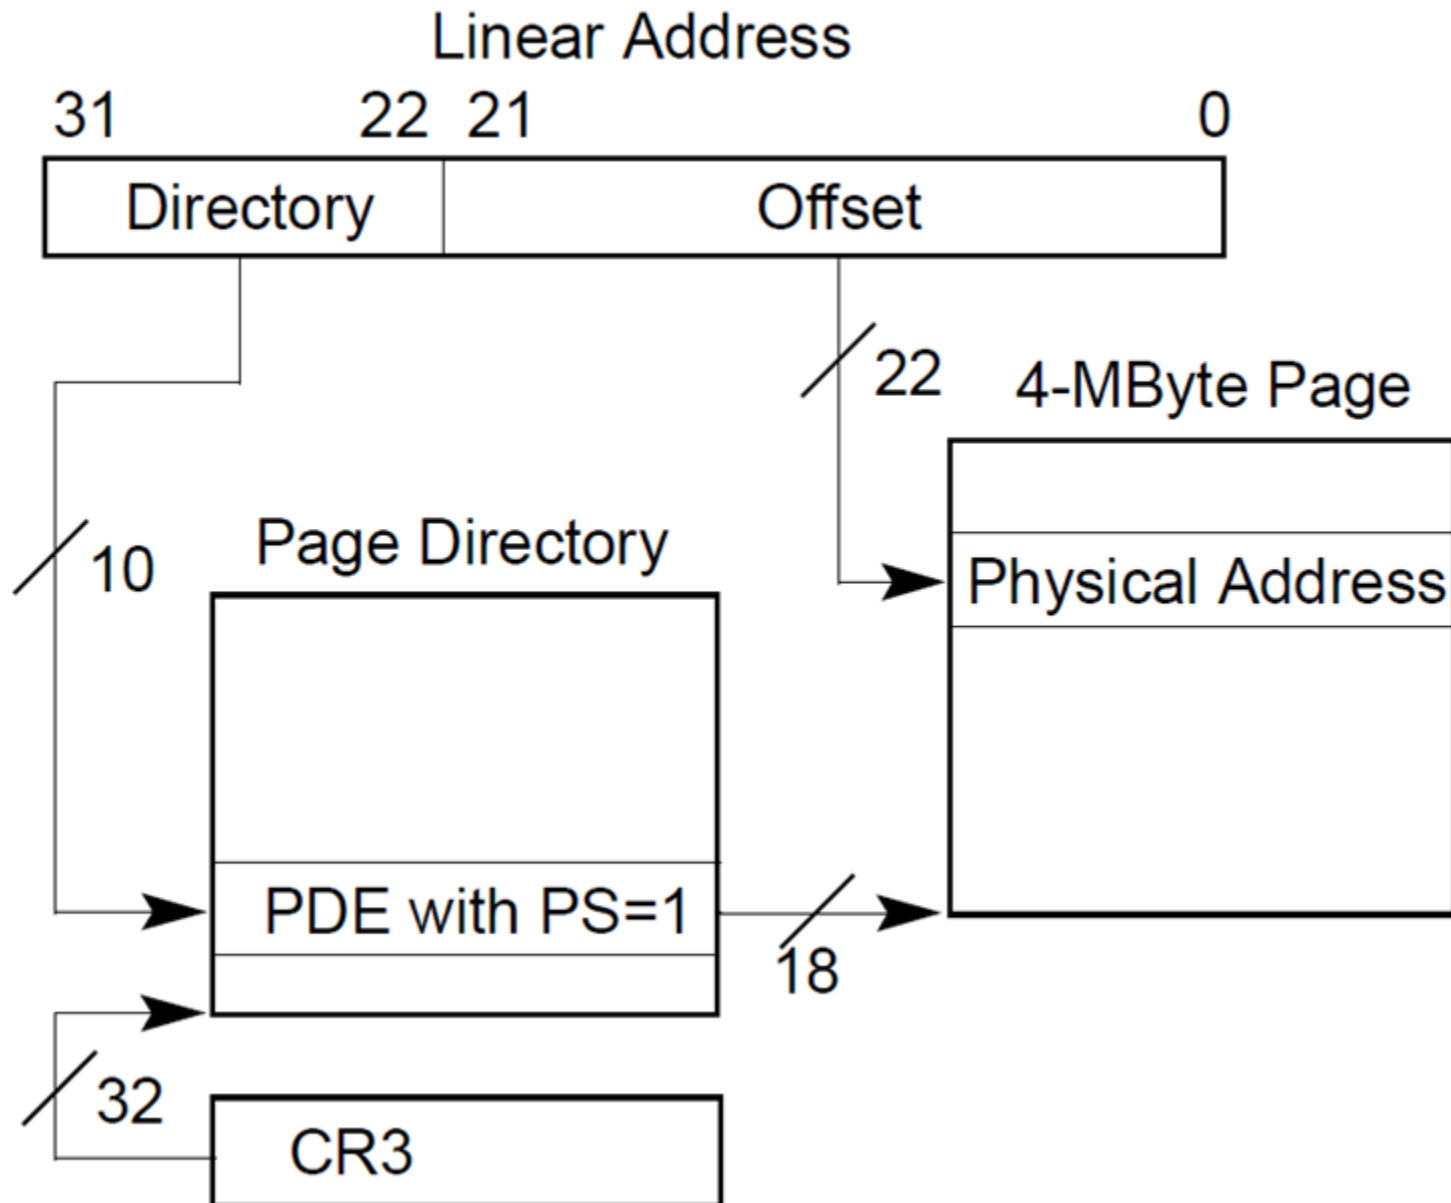 Linear Address
31 22 21 0
Directory Offset
22
4-MByte Page
10
Page Directory
Physical Address
PDE with PS=1
18
32
CR3